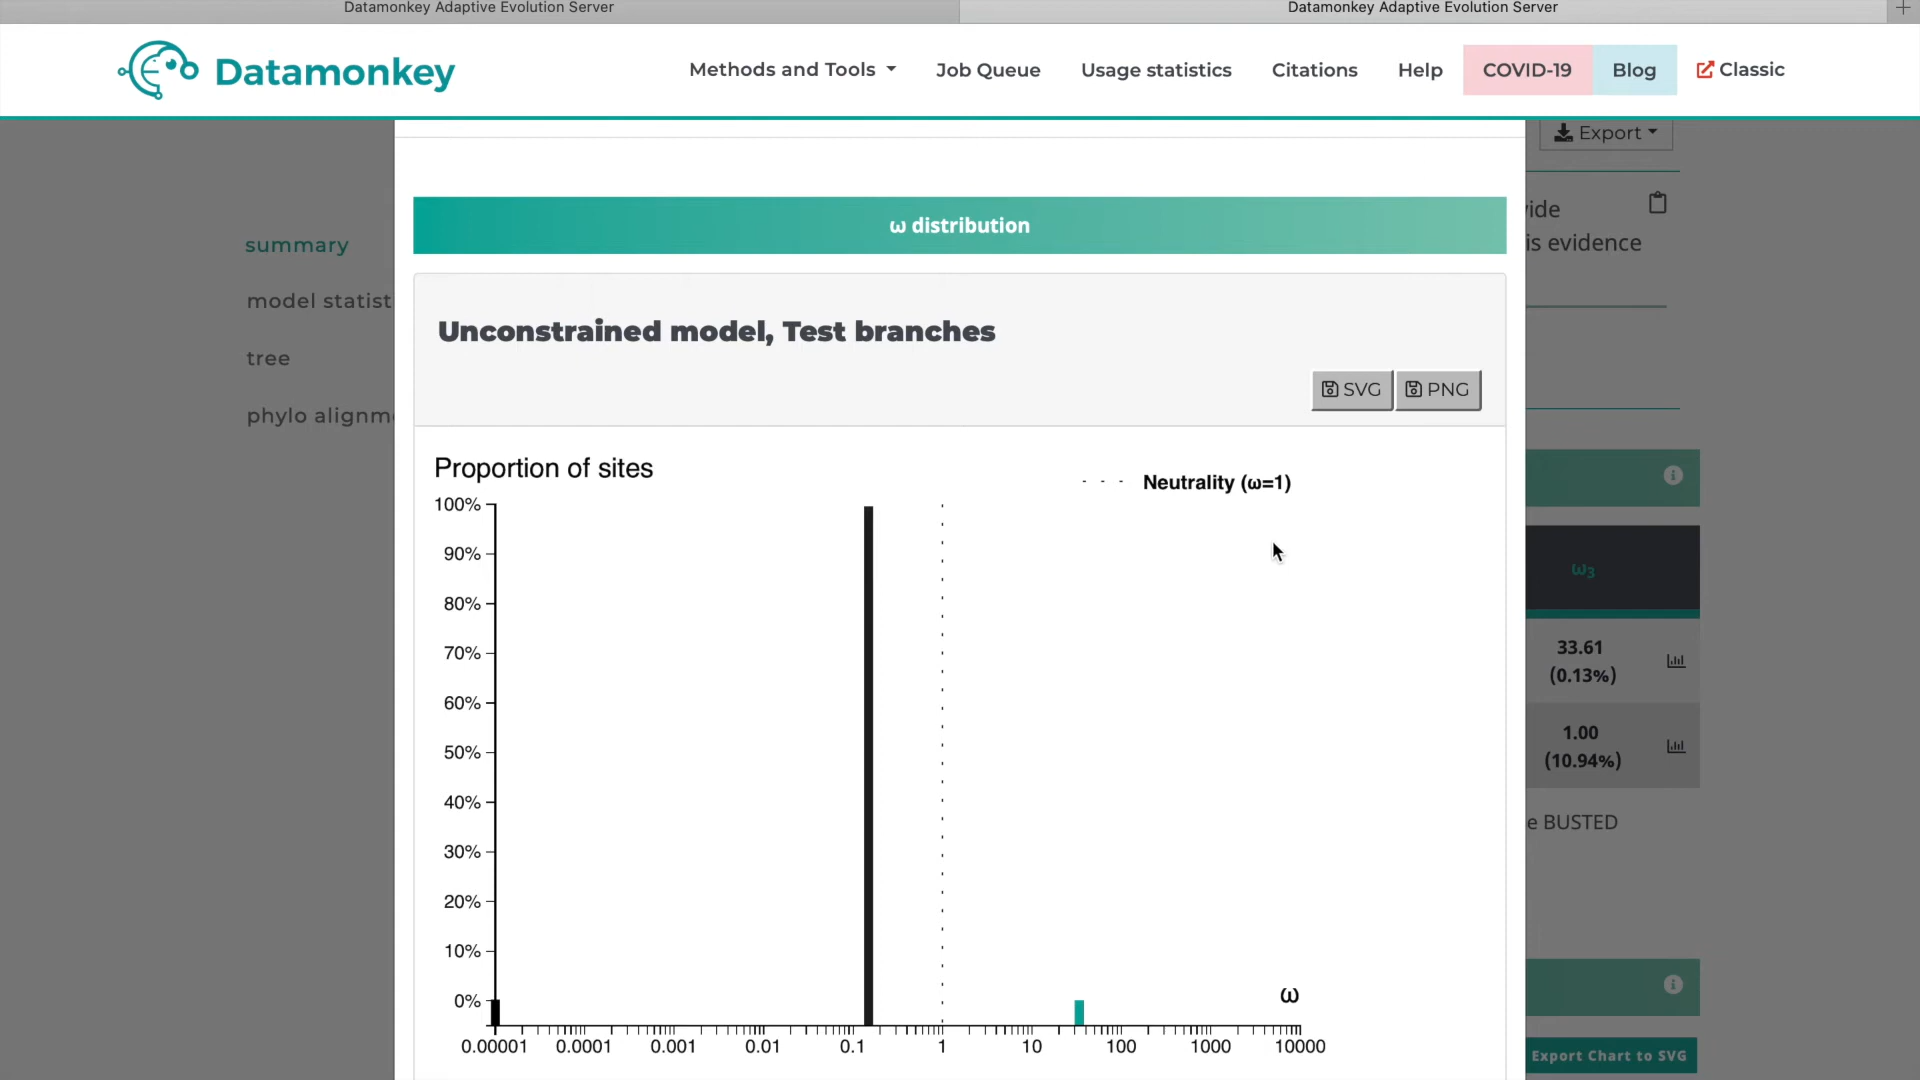 Datamonkey Adaptive Evolution Server
Datamonkey Adaptive Evolution Server
Datamonkey
Methods and Tools
Job Queue
Usage statistics
Citations
Help
COVID-19
Blog
Classic
Export
summary
model statist
tree
phylo alignm
is evidence
ω distribution
Unconstrained model, Test branches
SVG
PNG
Proportion of sites
Neutrality (ω=1)
100%
90%
80%
70%
60%
50%
40%
30%
20%
10%
0%
ω
0.00001 0.0001 0.001 0.01 0.1 1 10 100 1000 10000
ω3
33.61
(0.13%)
1.00
(10.94%)
e BUSTED
Export Chart to SVG